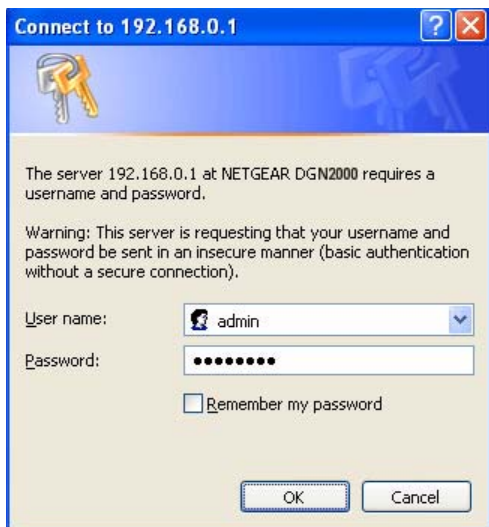 Connect to 192.168.0.1
The server 192.168.0.1 at NETGEAR DGN2000 requires a
username and password.
Warning: This server is requesting that your username and
password be sent in an insecure manner (basic authentication
without a secure connection).
User name:
admin
Password:
••••••••
Remember my password
OK
Cancel